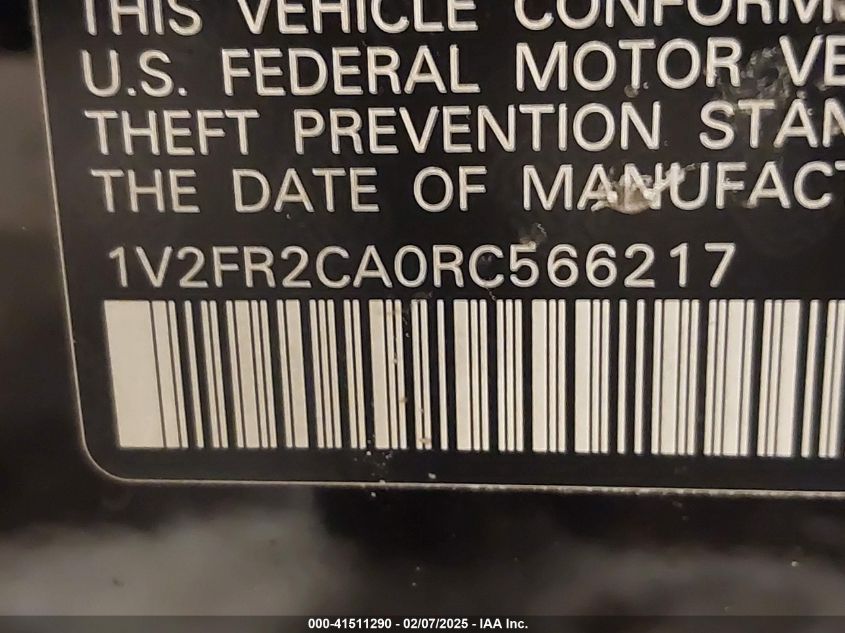 THIS VEHICLE CONFORM
U.S. FEDERAL MOTOR VE
THEFT PREVENTION STAN
THE DATE OF MANUFACT
1V2FR2CA0RC566217
000-41511290 - 02/07/2025 - IAA Inc.